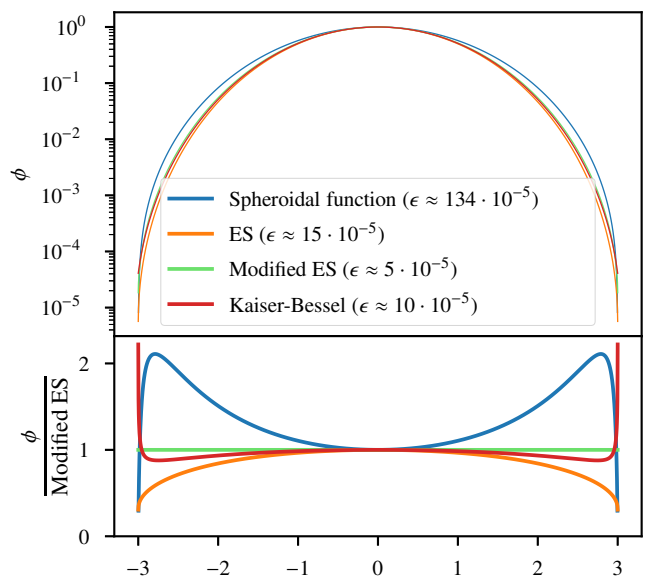 10⁰
10⁻¹
10⁻²
10⁻³
10⁻⁴
10⁻⁵
ϕ
Spheroidal function (ϵ ≈ 134 · 10⁻⁵)
ES (ϵ ≈ 15 · 10⁻⁵)
Modified ES (ϵ ≈ 5 · 10⁻⁵)
Kaiser-Bessel (ϵ ≈ 10 · 10⁻⁵)
2
1
0
ϕ
Modified ES
−3 −2 −1 0 1 2 3